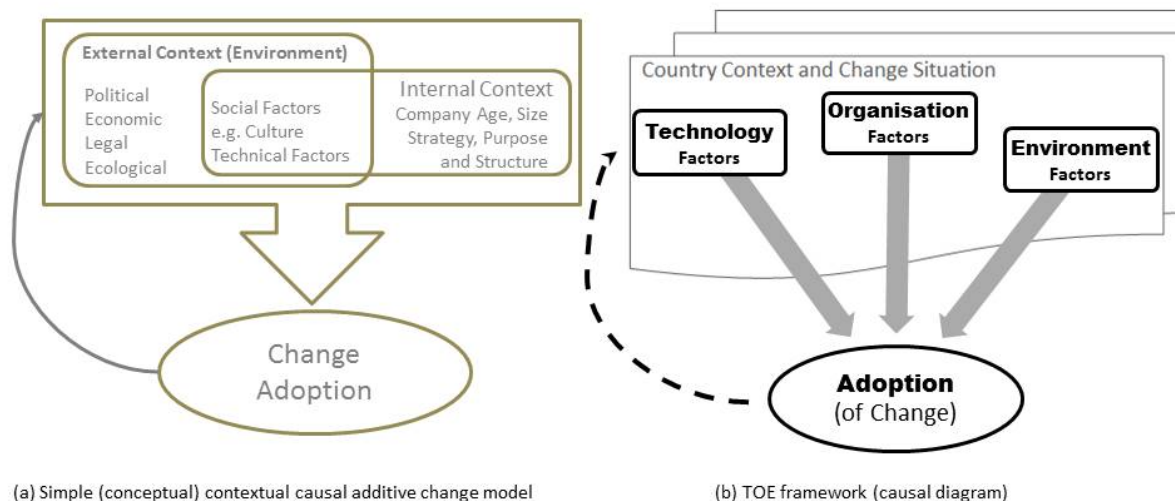 External Context (Environment)
Political
Economic
Legal
Ecological
Social Factors
e.g. Culture
Technical Factors
Internal Context
Company Age, Size
Strategy, Purpose
and Structure
Change
Adoption
(a) Simple (conceptual) contextual causal additive change model
Country Context and Change Situation
Technology
Factors
Organisation
Factors
Environment
Factors
Adoption
(of Change)
(b) TOE framework (causal diagram)